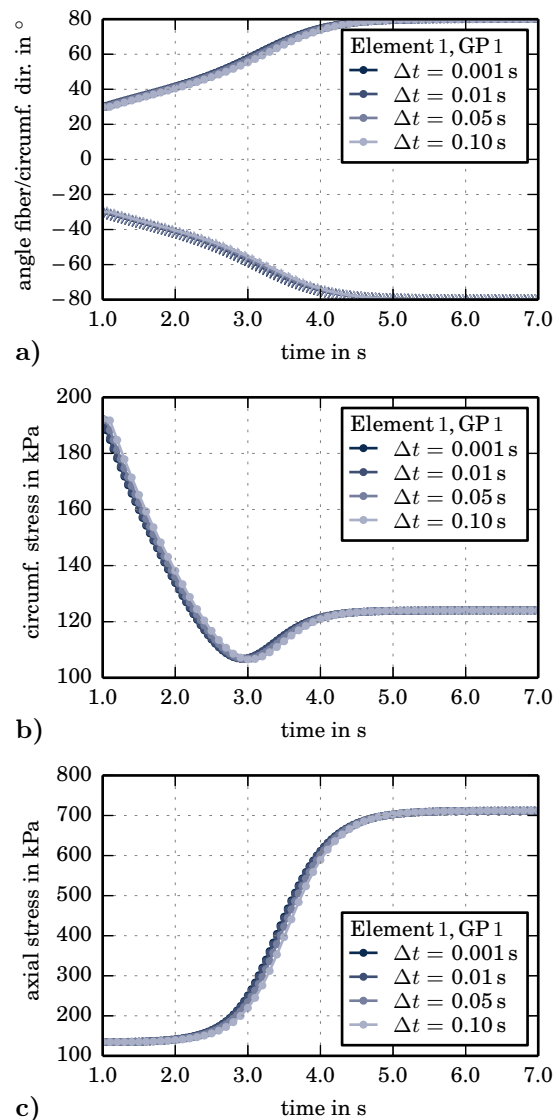 angle fiber/circumf. dir. in °
80
60
40
20
0
−20
−40
−60
−80
Element 1, GP 1
Δt = 0.001 s
Δt = 0.01 s
Δt = 0.05 s
Δt = 0.10 s
1.0 2.0 3.0 4.0 5.0 6.0 7.0
time in s
a)
circumf. stress in kPa
200
180
160
140
120
100
Element 1, GP 1
Δt = 0.001 s
Δt = 0.01 s
Δt = 0.05 s
Δt = 0.10 s
1.0 2.0 3.0 4.0 5.0 6.0 7.0
time in s
b)
axial stress in kPa
800
700
600
500
400
300
200
100
Element 1, GP 1
Δt = 0.001 s
Δt = 0.01 s
Δt = 0.05 s
Δt = 0.10 s
1.0 2.0 3.0 4.0 5.0 6.0 7.0
time in s
c)